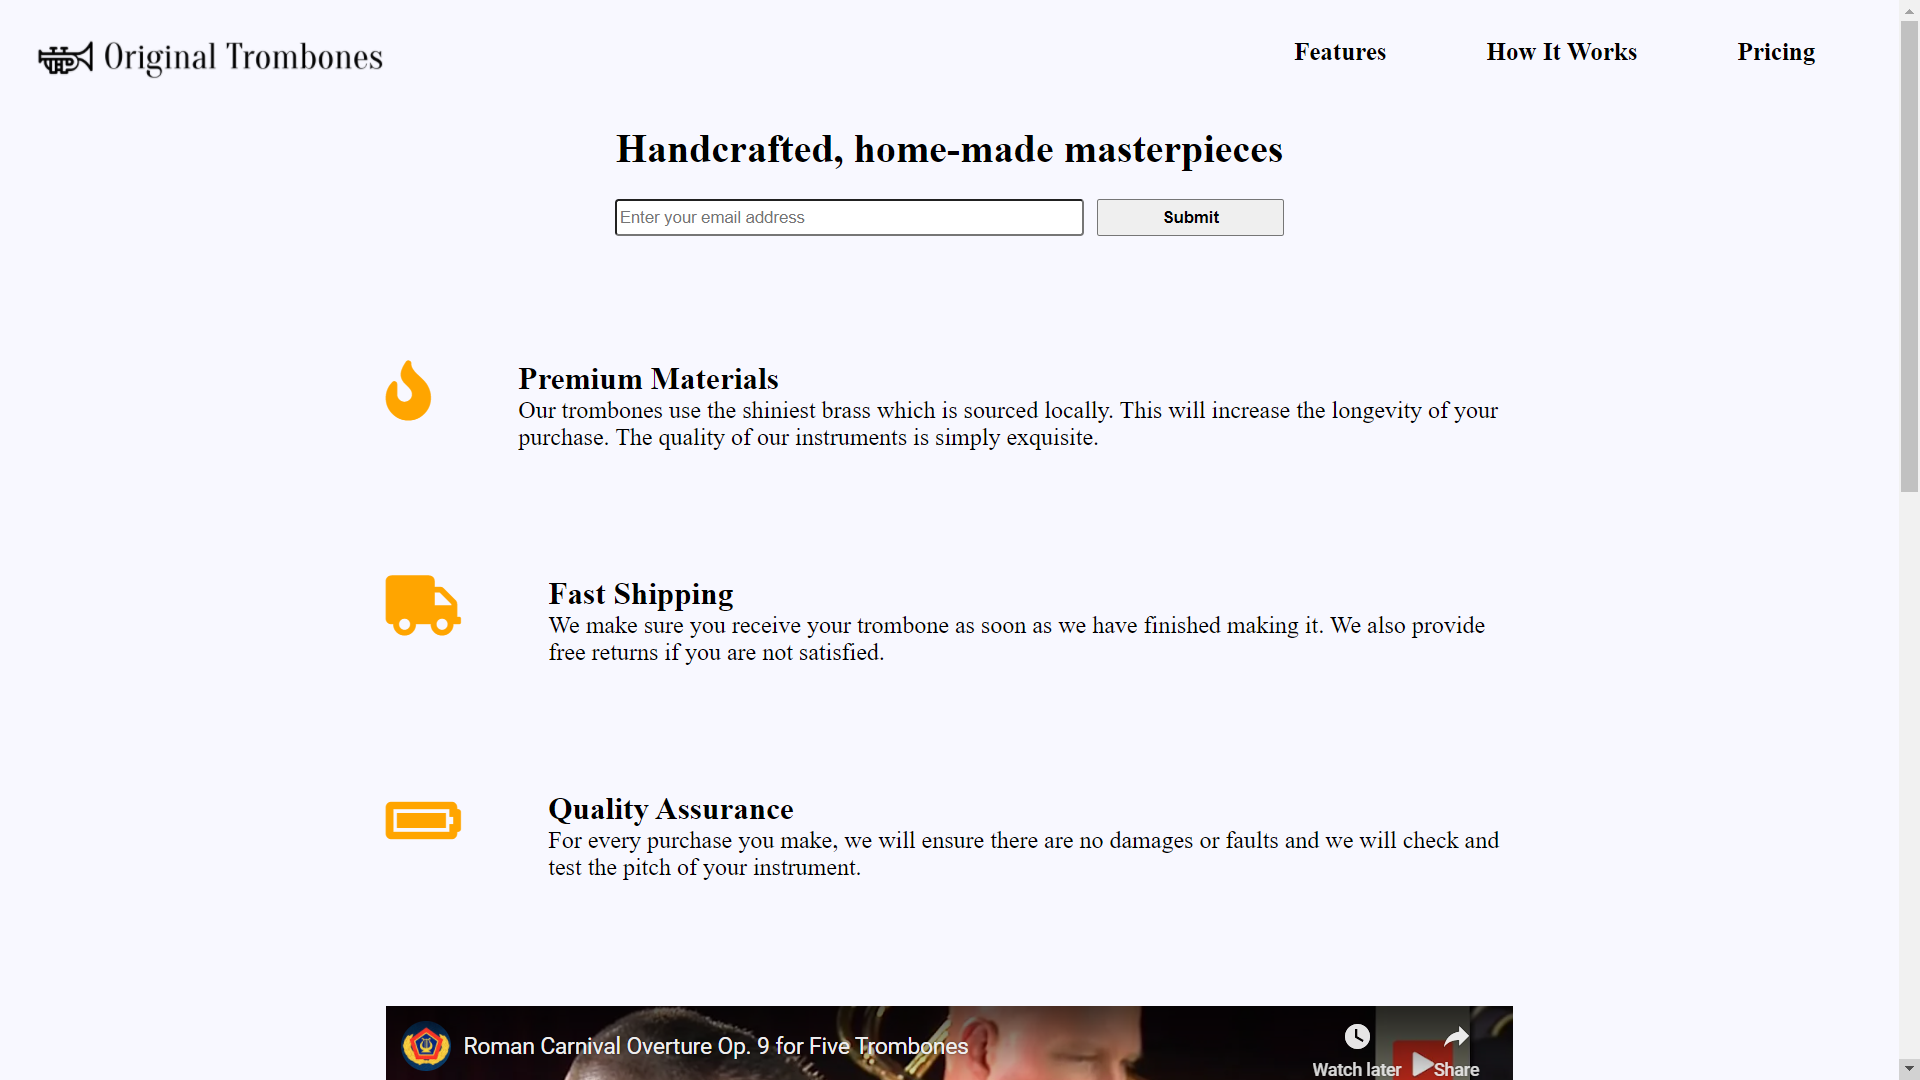 Original Trombones
Features
How It Works
Pricing
Handcrafted, home-made masterpieces
Enter your email address
Submit
Premium Materials
Our trombones use the shiniest brass which is sourced locally. This will increase the longevity of your
purchase. The quality of our instruments is simply exquisite.
Fast Shipping
We make sure you receive your trombone as soon as we have finished making it. We also provide
free returns if you are not satisfied.
Quality Assurance
For every purchase you make, we will ensure there are no damages or faults and we will check and
test the pitch of your instrument.
Roman Carnival Overture Op. 9 for Five Trombones
Watch later
Share